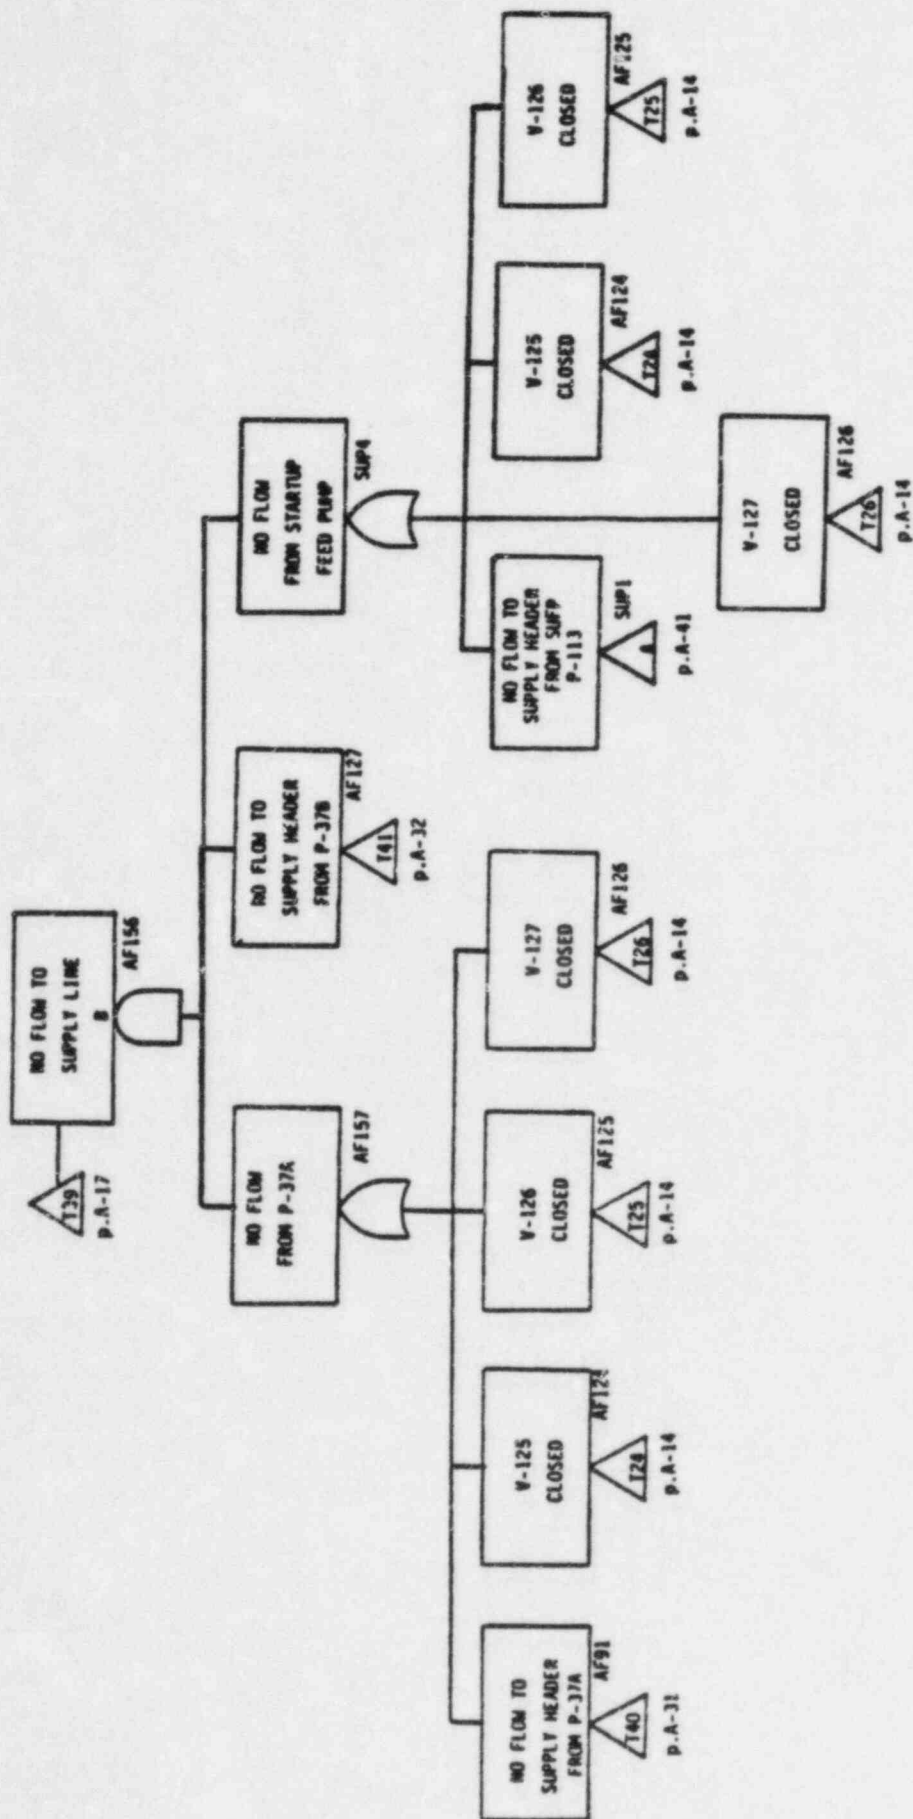 T39
p.A-17
NO FLOW TO
SUPPLY LINE
B
AF156
NO FLOW
FROM P-37A
AF157
NO FLOW TO
SUPPLY HEADER
FROM P-37B
AF127
T41
p.A-32
NO FLOW
FROM STARTUP
FEED PUMP
SUP4
NO FLOW TO
SUPPLY HEADER
FROM P-37A
AF91
T40
p.A-31
V-125
CLOSED
T24
p.A-14
V-126
CLOSED
AF125
T25
p.A-14
V-127
CLOSED
AF126
T26
p.A-14
NO FLOW TO
SUPPLY HEADER
FROM SUFP
P-113
SUP1
A
p.A-41
V-127
CLOSED
AF126
T26
p.A-14
V-125
CLOSED
AF124
T24
p.A-14
V-126
CLOSED
AF125
T25
p.A-14